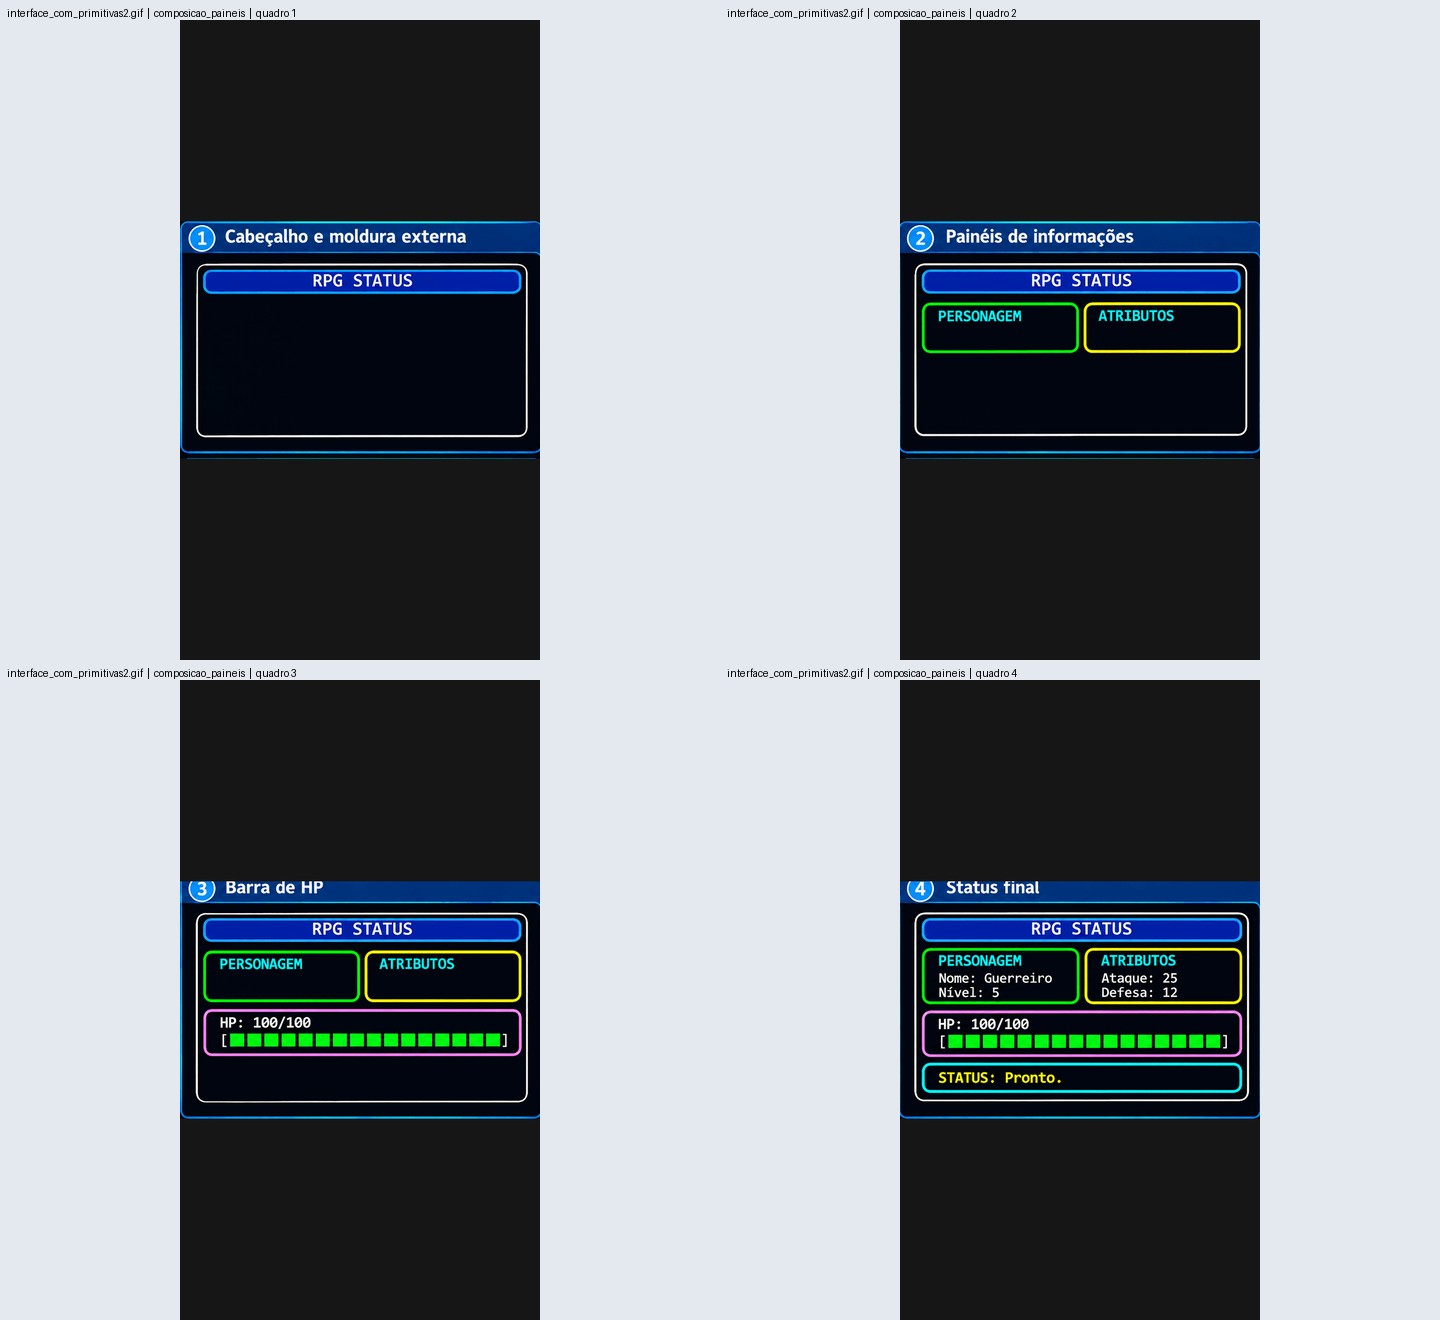 interface_com_primitivas2.gif | composicao_paineis | quadro 1
1 Cabeçalho e moldura externa
RPG STATUS
interface_com_primitivas2.gif | composicao_paineis | quadro 2
2 Painéis de informações
RPG STATUS
PERSONAGEM
ATRIBUTOS
interface_com_primitivas2.gif | composicao_paineis | quadro 3
3 Barra de HP
RPG STATUS
PERSONAGEM
ATRIBUTOS
HP: 100/100
[ ]
interface_com_primitivas2.gif | composicao_paineis | quadro 4
4 Status final
RPG STATUS
PERSONAGEM
Nome: Guerreiro
Nível: 5
ATRIBUTOS
Ataque: 25
Defesa: 12
HP: 100/100
[ ]
STATUS: Pronto.